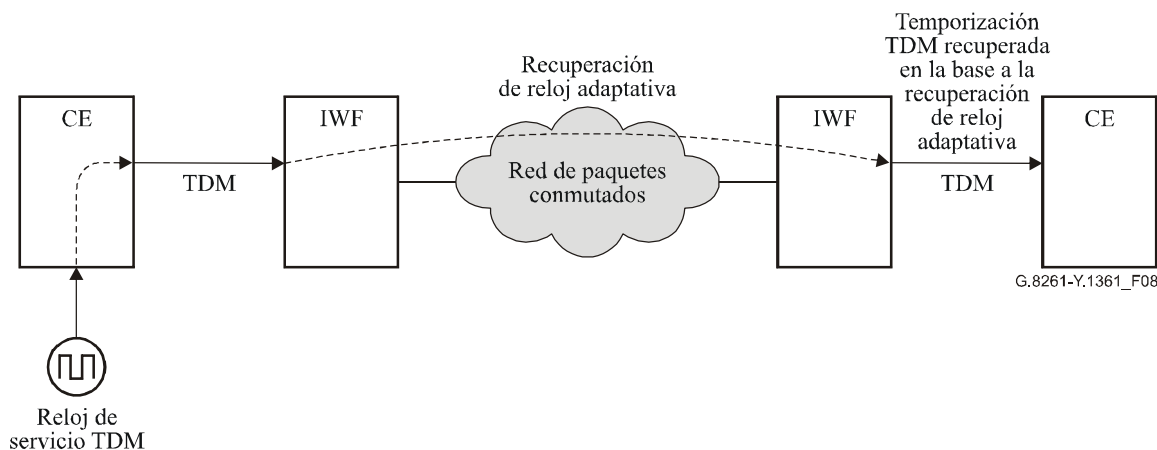 Temporización
TDM recuperada
en la base a la
recuperación
de reloj
adaptativa
Recuperación
de reloj adaptativa
CE
IWF
IWF
CE
Red de paquetes
conmutados
TDM
TDM
G.8261-Y.1361_F08
Reloj de
servicio TDM